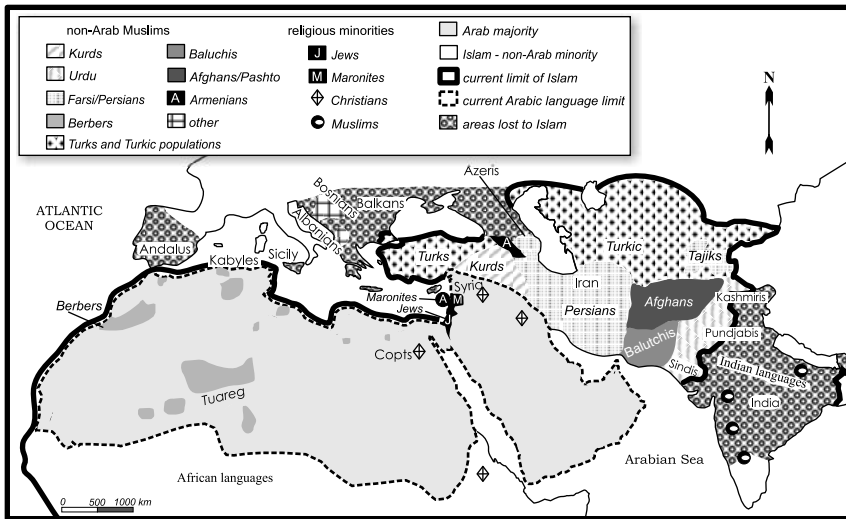 non-Arab Muslims
Kurds
Urdu
Farsi/Persians
Berbers
Turks and Turkic populations
Baluchis
Afghans/Pashto
A Armenians
other
religious minorities
J Jews
M Maronites
Christians
Muslims
Arab majority
Islam - non-Arab minority
current limit of Islam
current Arabic language limit
areas lost to Islam
N
Azeris
ATLANTIC
OCEAN
Bosnians
Balkans
Albanians
Andalus
Sicily
Kabyles
Turks
A
Turkic
Tajiks
Kurds
Iran
Syria
Berbers
Maronites
A M
Jews
J
Persians
Afghans
Kashmiris
Pundjabis
Balutchis
Sindis
Indian languages
India
Copts
Tuareg
Arabian Sea
African languages
0 500 1000 km